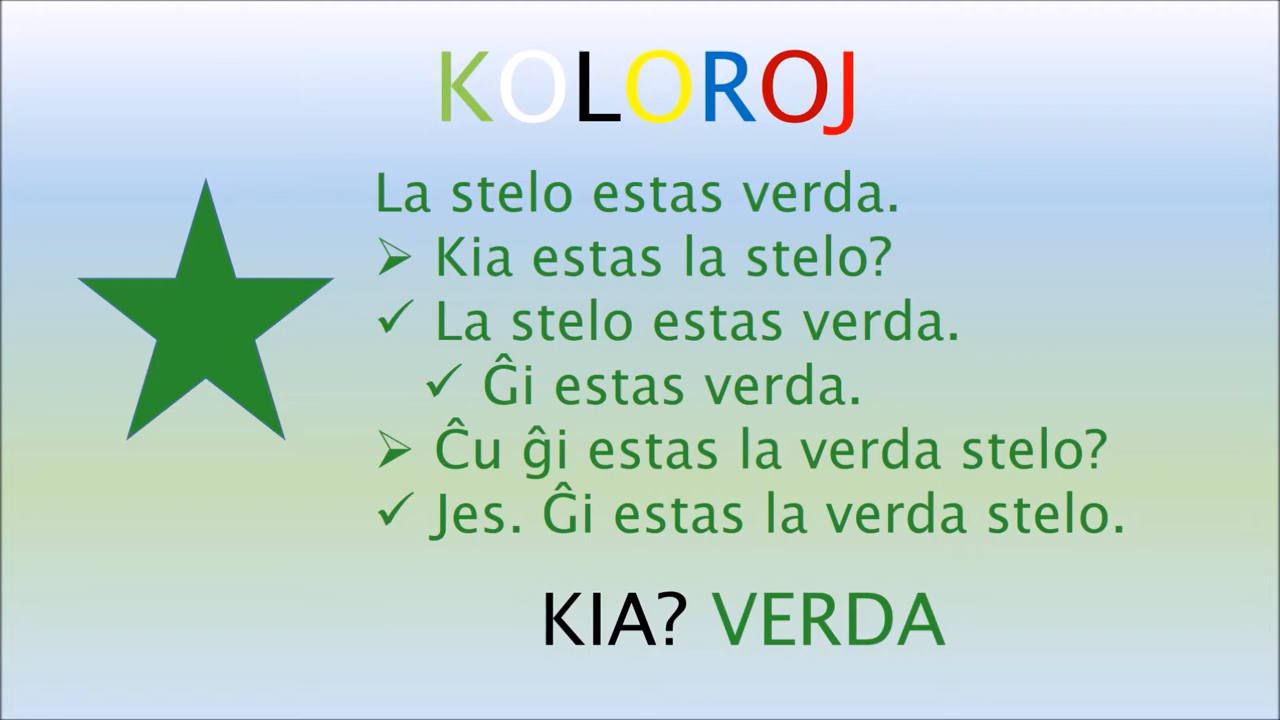 KOLOROJ
La stelo estas verda.
➢ Kia estas la stelo?
✓ La stelo estas verda.
✓ Ĝi estas verda.
➢ Ĉu ĝi estas la verda stelo?
✓ Jes. Ĝi estas la verda stelo.
KIA? VERDA